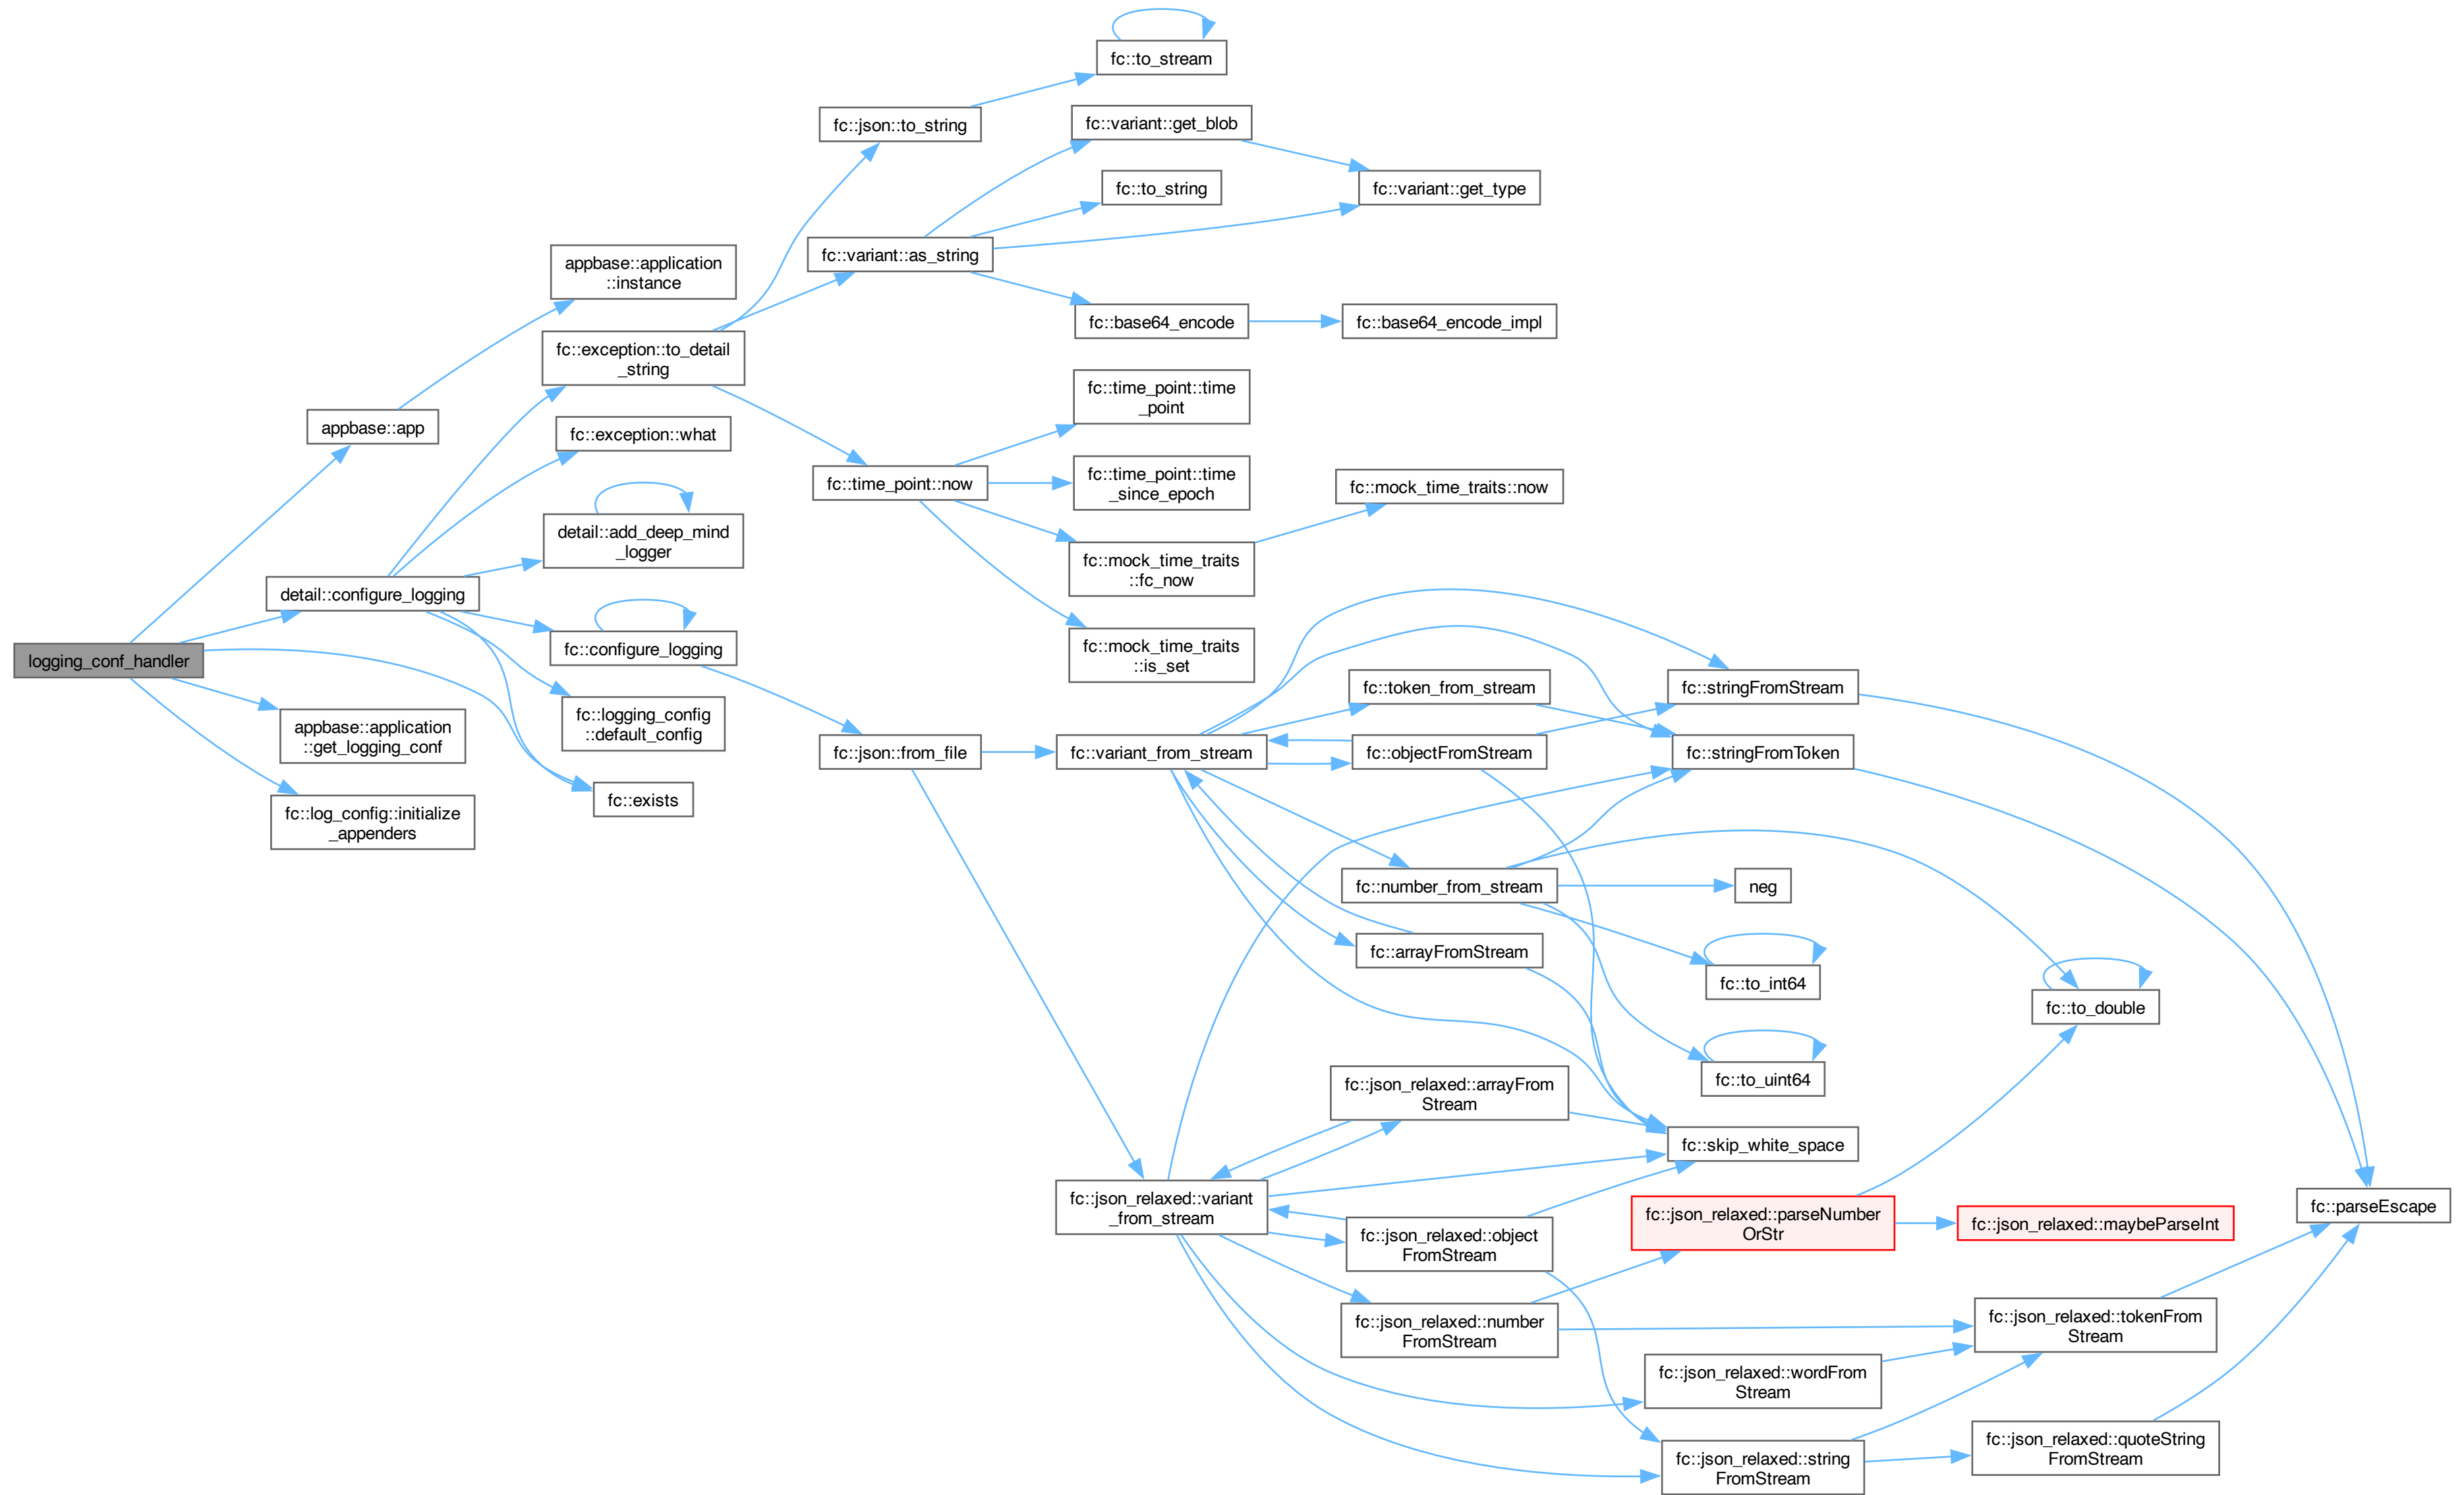 logging_conf_handler
appbase::app
appbase::application
::instance
detail::configure_logging
fc::exception::to_detail
_string
fc::json::to_string
fc::to_stream
fc::variant::as_string
fc::variant::get_blob
fc::variant::get_type
fc::to_string
fc::base64_encode
fc::base64_encode_impl
fc::time_point::now
fc::time_point::time
_point
fc::time_point::time
_since_epoch
fc::mock_time_traits
::fc_now
fc::mock_time_traits::now
fc::mock_time_traits
::is_set
fc::exception::what
detail::add_deep_mind
_logger
fc::configure_logging
fc::logging_config
::default_config
fc::exists
appbase::application
::get_logging_conf
fc::log_config::initialize
_appenders
fc::json::from_file
fc::variant_from_stream
fc::token_from_stream
fc::objectFromStream
fc::stringFromStream
fc::stringFromToken
fc::number_from_stream
neg
fc::arrayFromStream
fc::to_int64
fc::to_double
fc::to_uint64
fc::skip_white_space
fc::json_relaxed::variant
_from_stream
fc::json_relaxed::arrayFrom
Stream
fc::json_relaxed::object
FromStream
fc::json_relaxed::number
FromStream
fc::json_relaxed::parseNumber
OrStr
fc::json_relaxed::maybeParseInt
fc::json_relaxed::wordFrom
Stream
fc::json_relaxed::string
FromStream
fc::json_relaxed::tokenFrom
Stream
fc::json_relaxed::quoteString
FromStream
fc::parseEscape